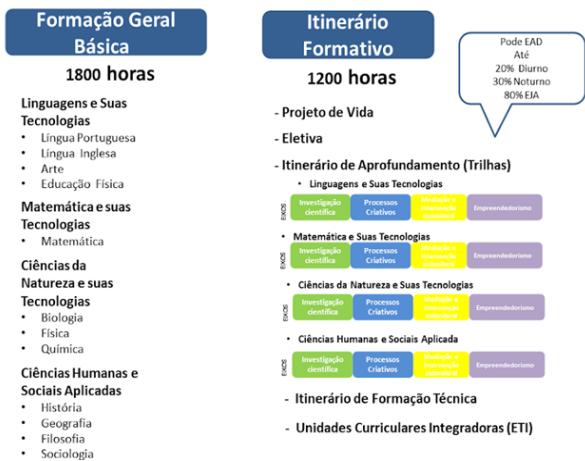 Formação Geral
Básica
1800 horas
Linguagens e Suas
Tecnologias
• Língua Portuguesa
• Língua Inglesa
• Arte
• Educação Física
Matemática e suas
Tecnologias
• Matemática
Ciências da
Natureza e suas
Tecnologias
• Biologia
• Física
• Química
Ciências Humanas e
Sociais Aplicadas
• História
• Geografia
• Filosofia
• Sociologia
Itinerário
Formativo
1200 horas
Pode EAD
Até
20% Diurno
30% Noturno
80% EJA
- Projeto de Vida
- Eletiva
- Itinerário de Aprofundamento (Trilhas)
• Linguagens e Suas Tecnologias
EIXOS
Investigação
científica
Processos
Criativos
Mediação e
Intervenção
Empreendedorismo
• Matemática e Suas Tecnologias
EIXOS
Investigação
científica
Processos
Criativos
Mediação e
Intervenção
Empreendedorismo
• Ciências da Natureza e Suas Tecnologias
EIXOS
Investigação
científica
Processos
Criativos
Mediação e
Intervenção
Empreendedorismo
• Ciências Humanas e Sociais Aplicada
EIXOS
Investigação
científica
Processos
Criativos
Mediação e
Intervenção
Empreendedorismo
- Itinerário de Formação Técnica
- Unidades Curriculares Integradoras (ETI)